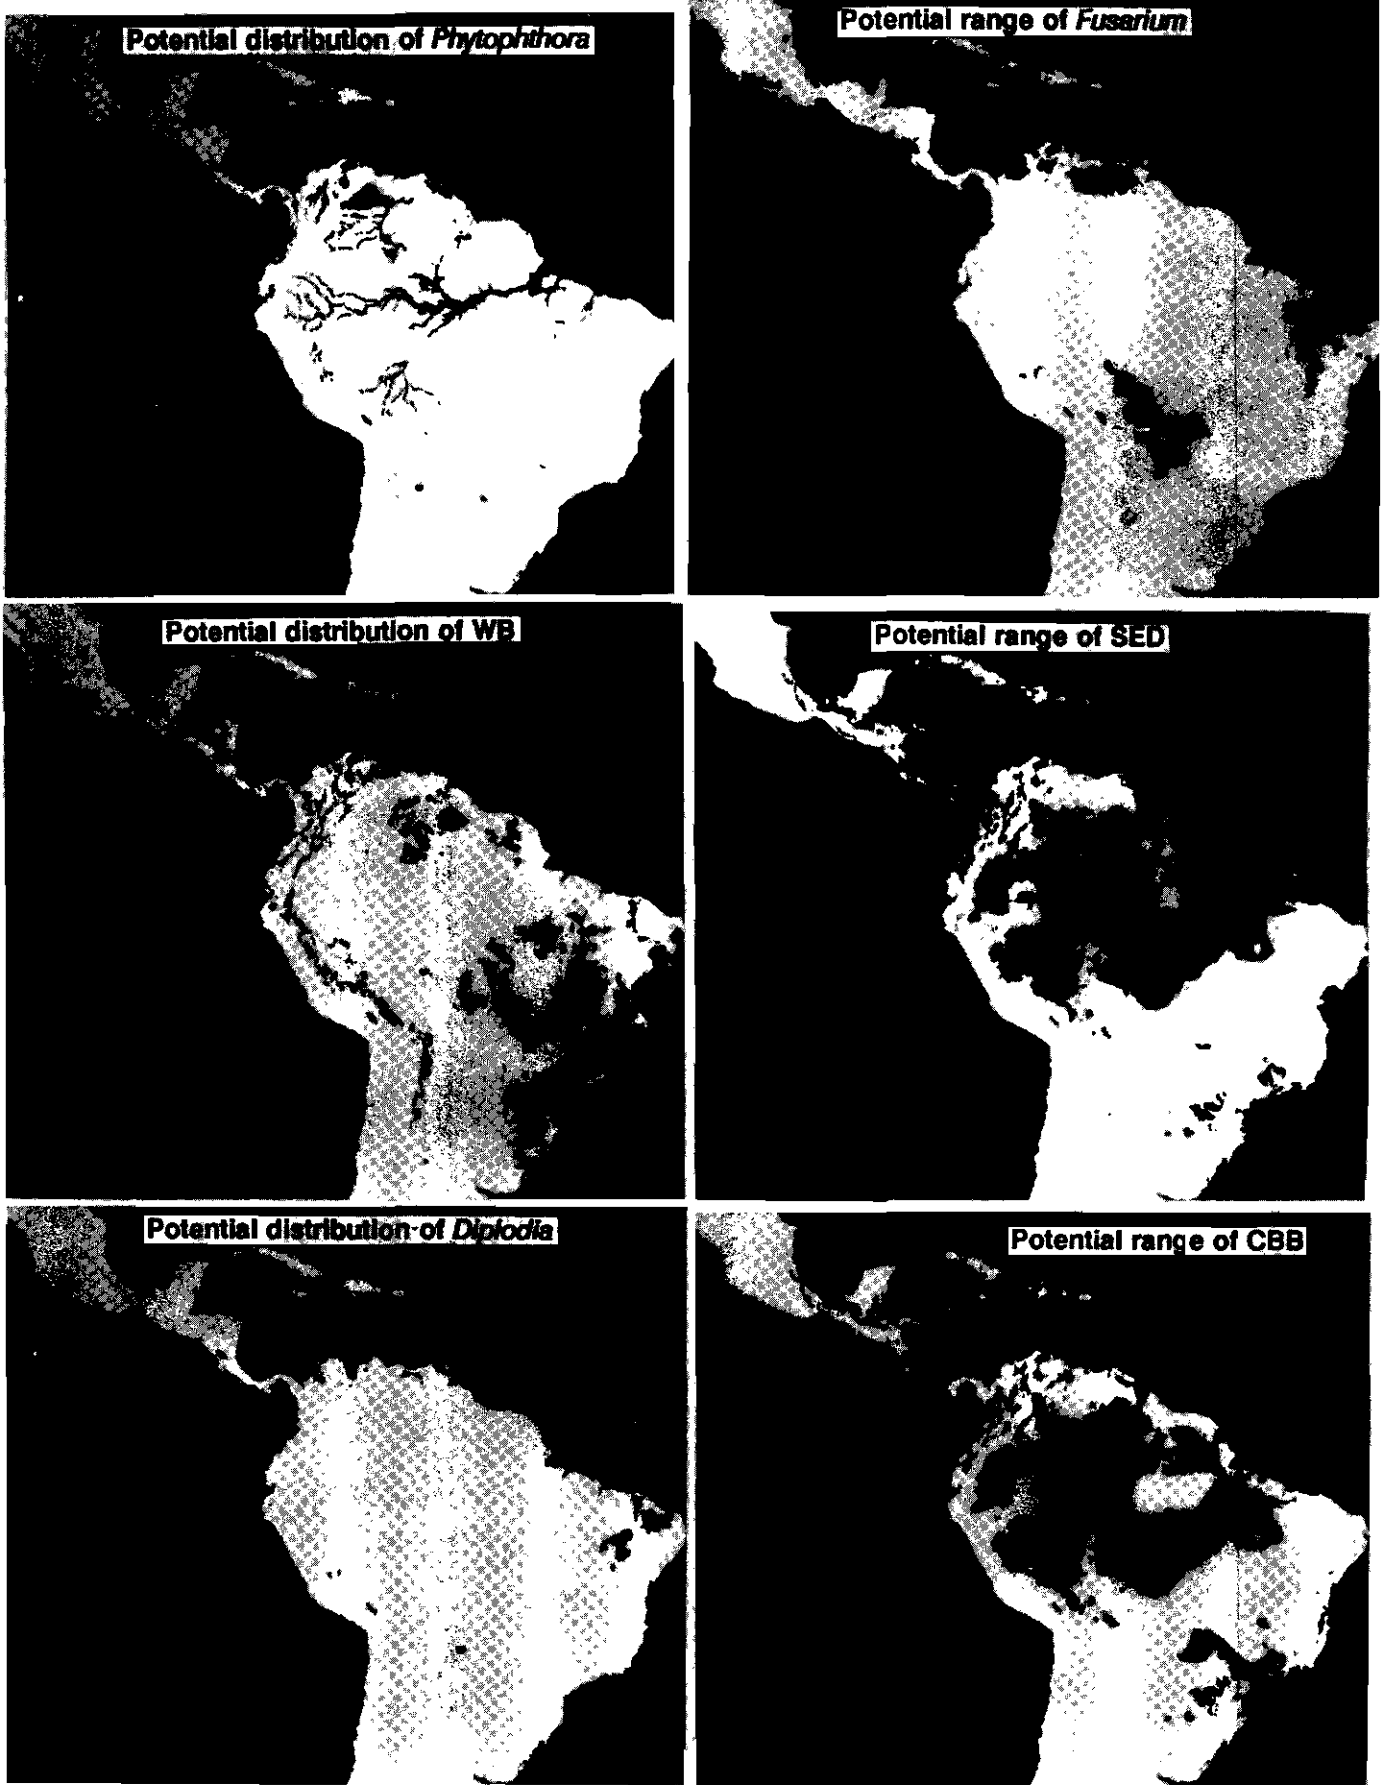 Potential distribution of Phytophthora
Potential range of Fusarium
Potential distribution of WB
Potential range of SED
Potential distribution of Diplodia
Potential range of CBB